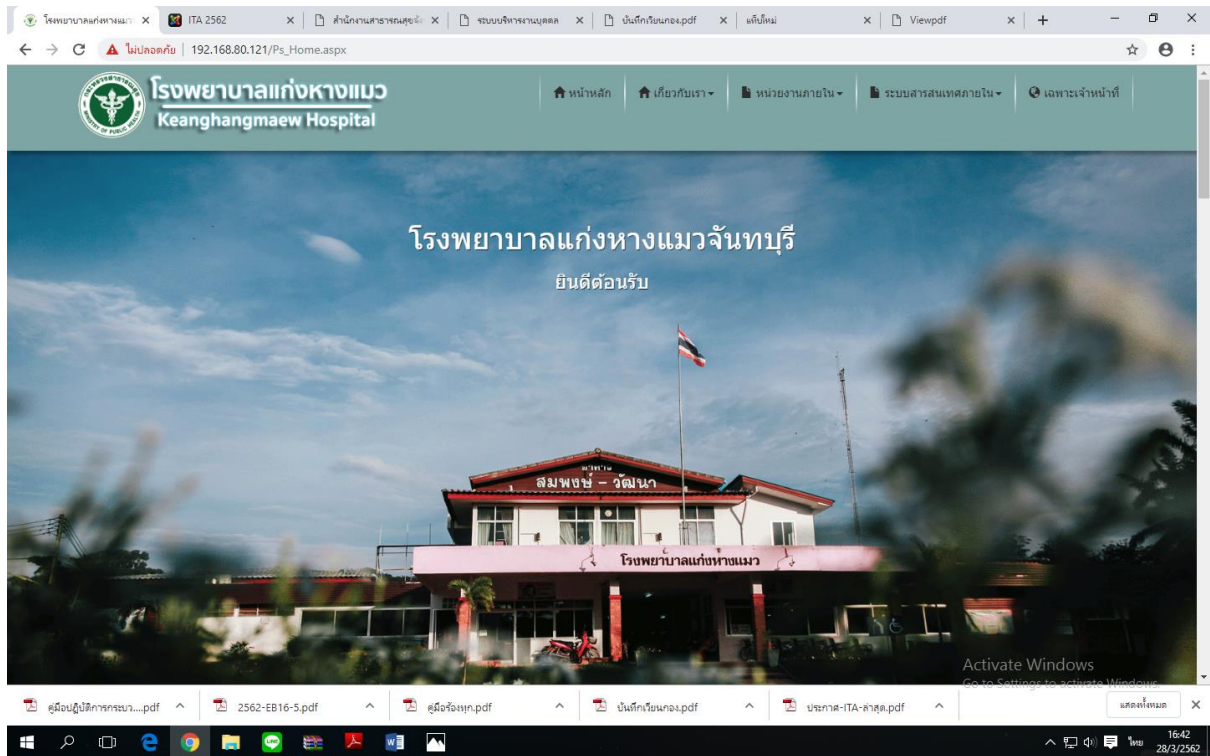 โรงพยาบาลแก่งหางแมว
ITA 2562
สำนักงานสาธารณสุขจัง
ระบบบริหารงานบุคคล
บันทึกเวียนกอง.pdf
แท็บใหม่
Viewpdf
ไม่ปลอดภัย | 192.168.80.121/Ps_Home.aspx
โรงพยาบาลแก่งหางแมว
Keanghangmaew Hospital
หน้าหลัก
เกี่ยวกับเรา
หน่วยงานภายใน
ระบบสารสนเทศภายใน
เฉพาะเจ้าหน้าที่
โรงพยาบาลแก่งหางแมวจันทบุรี
ยินดีต้อนรับ
อาคาร
สมพงษ์ – วัฒนา
โรงพยาบาลแก่งหางแมว
Activate Windows
Go to Settings to activate Windows.
คู่มือปฏิบัติการกระบว....pdf
2562-EB16-5.pdf
คู่มือร้องทุก.pdf
บันทึกเวียนกอง.pdf
ประกาศ-ITA-ล่าสุด.pdf
แสดงทั้งหมด
ไทย
16:42
28/3/2562